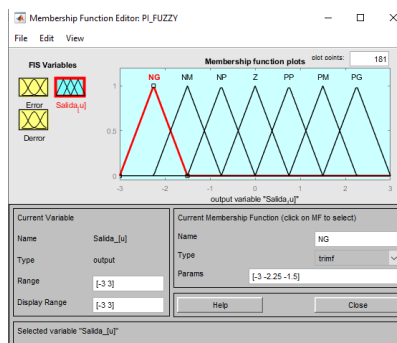 Membership Function Editor: PI_FUZZY
File Edit View
FIS Variables
Membership function plots plot points: 181
Error Salida_[u]
Derror
NG NM NP Z PP PM PG
1
0.5
0
-3 -2 -1 0 1 2 3
output variable "Salida,u]"
Current Variable
Name Salida_[u]
Type output
Range [-3 3]
Display Range [-3 3]
Current Membership Function (click on MF to select)
Name NG
Type trimf
Params [-3 -2.25 -1.5]
Help Close
Selected variable "Salida_[u]"